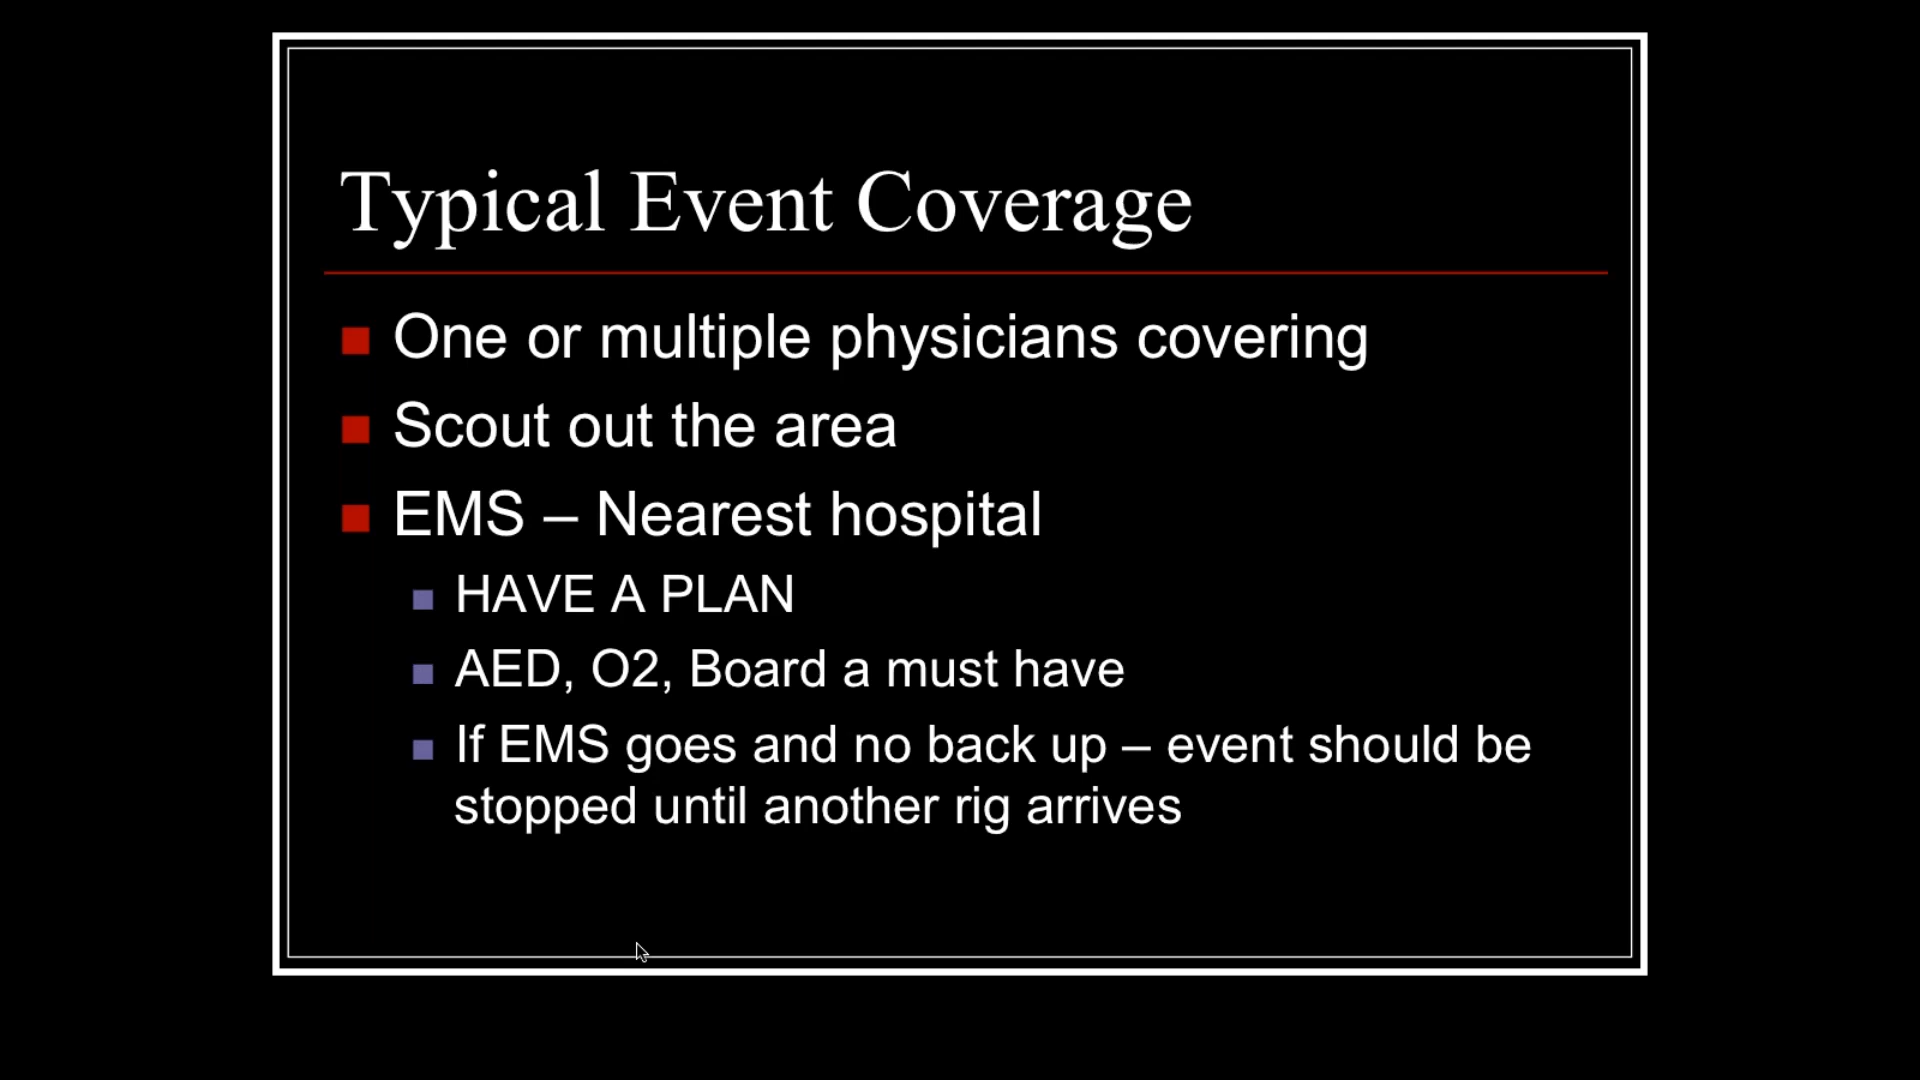 Typical Event Coverage
One or multiple physicians covering
Scout out the area
EMS – Nearest hospital
HAVE A PLAN
AED, O2, Board a must have
If EMS goes and no back up – event should be
stopped until another rig arrives